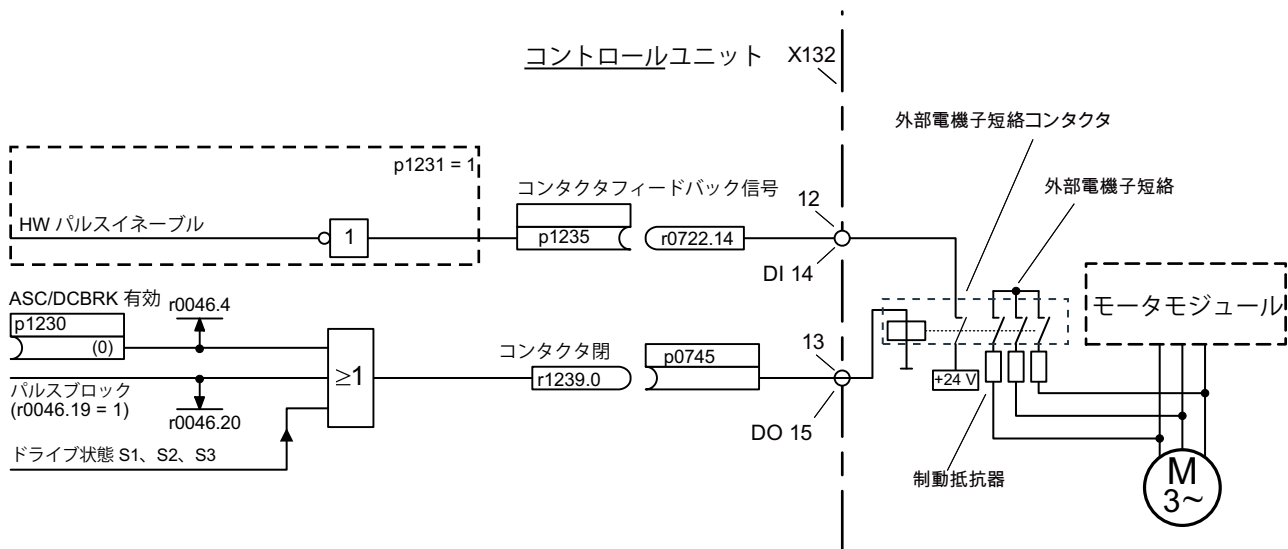 コントロールユニット
X132
外部電機子短絡コンタクタ
p1231 = 1
コンタクタフィードバック信号
12
外部電機子短絡
HW パルスイネーブル
1
p1235
r0722.14
DI 14
ASC/DCBRK 有効
r0046.4
モータモジュール
p1230
(0)
≥1
コンタクタ閉
p0745
13
r1239.0
+24 V
パルスブロック
(r0046.19 = 1)
r0046.20
DO 15
ドライブ状態 S1、S2、S3
制動抵抗器
M
3~